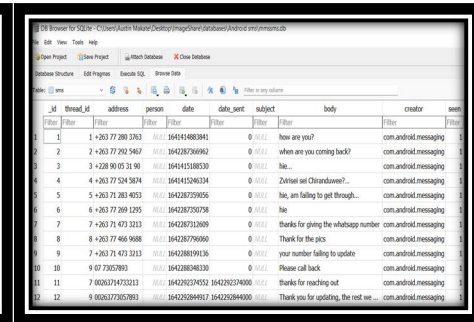 DB Browser for SQLite - C:\Users\Austin Makate\Desktop\ImageShare\databases\Android sms\mmssms.db
File Edit View Tools Help
Open Project Save Project Attach Database Close Database
Database Structure Edit Pragmas Execute SQL Browse Data
Table: sms Filter in any column
_id thread_id address person date date_sent subject body creator seen
Filter Filter Filter Filter Filter Filter Filter Filter Filter Filter
1 1 1 +263 77 280 3763 NULL 1641414883841 0 NULL how are you? com.android.messaging 1
2 2 2 +263 77 292 5467 NULL 1642287366962 0 NULL when are you coming back? com.android.messaging 1
3 3 3 +228 90 05 31 90 NULL 1641415188530 0 NULL hie... com.android.messaging 1
4 4 4 +263 77 524 5874 NULL 1641415246334 0 NULL Zvirisei sei Chiranduwee?... com.android.messaging 1
5 5 5 +263 71 283 4053 NULL 1642287359056 0 NULL hie, am failing to get through... com.android.messaging 1
6 6 6 +263 77 269 1295 NULL 1642287350758 0 NULL hie com.android.messaging 1
7 7 7 +263 71 473 3213 NULL 1642287312609 0 NULL thanks for giving the whatsapp number com.android.messaging 1
8 8 8 +263 77 466 9688 NULL 1642287796060 0 NULL Thank for the pics com.android.messaging 1
9 9 7 +263 71 473 3213 NULL 1642288199136 0 NULL your number failing to update com.android.messaging 1
10 10 9 07 73057893 NULL 1642288348330 0 NULL Please call back com.android.messaging 1
11 11 7 00263714733213 NULL 1642292374552 1642292374000 NULL thanks for reaching out com.android.messaging 1
12 12 9 00263773057893 NULL 1642292844917 1642292844000 NULL Thank you for updating, the rest we ... com.android.messaging 1